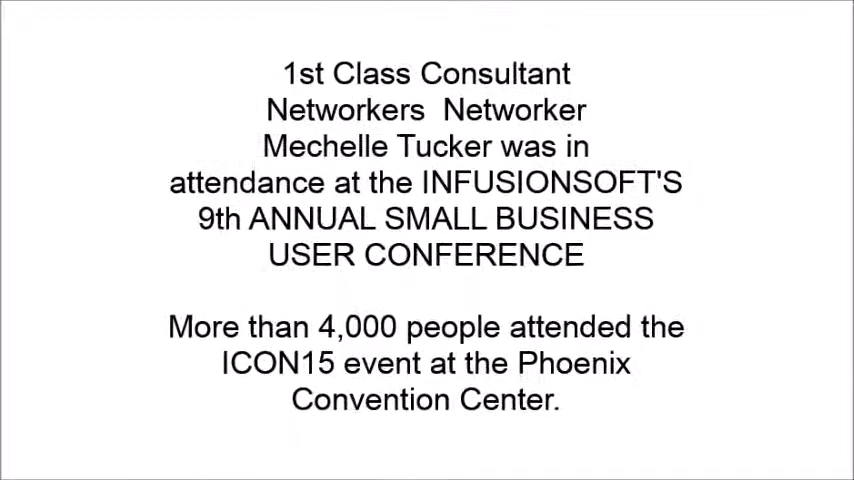 1st Class Consultant
Networkers  Networker
Mechelle Tucker was in
attendance at the INFUSIONSOFT'S
9th ANNUAL SMALL BUSINESS
USER CONFERENCE
More than 4,000 people attended the
ICON15 event at the Phoenix
Convention Center.